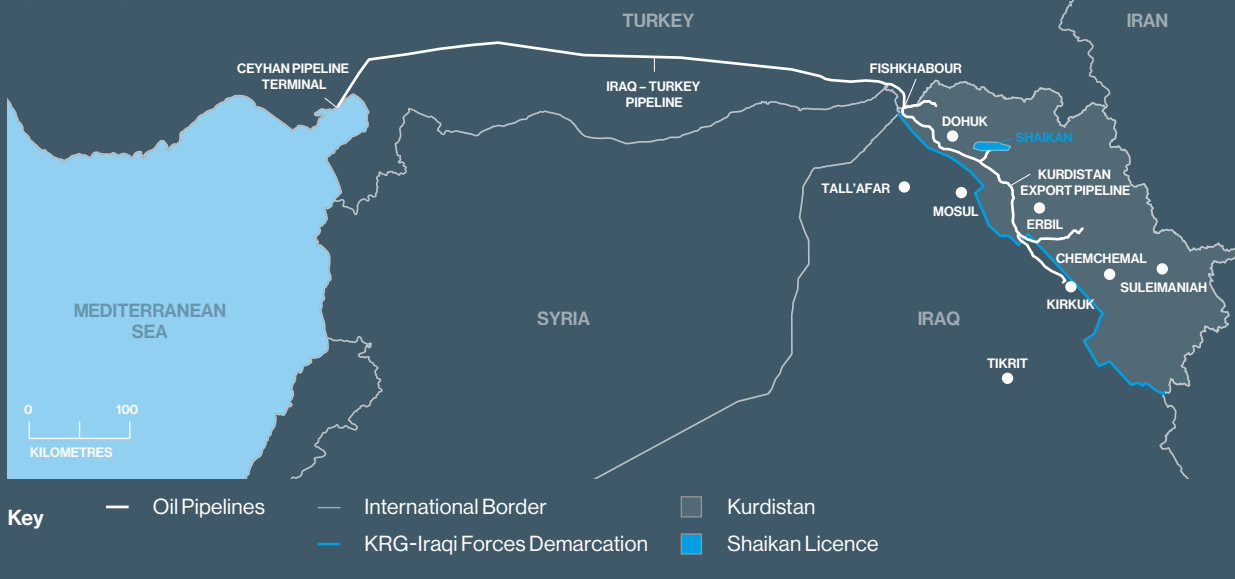 TURKEY
IRAN
CEYHAN PIPELINE
TERMINAL
IRAQ – TURKEY
PIPELINE
FISHKHABOUR
DOHUK
SHAIKAN
KURDISTAN
EXPORT PIPELINE
TALL'AFAR
MOSUL
ERBIL
CHEMCHEMAL
SULEIMANIAH
KIRKUK
MEDITERRANEAN
SEA
SYRIA
IRAQ
TIKRIT
0 100
KILOMETRES
Key
Oil Pipelines
International Border
Kurdistan
KRG-Iraqi Forces Demarcation
Shaikan Licence